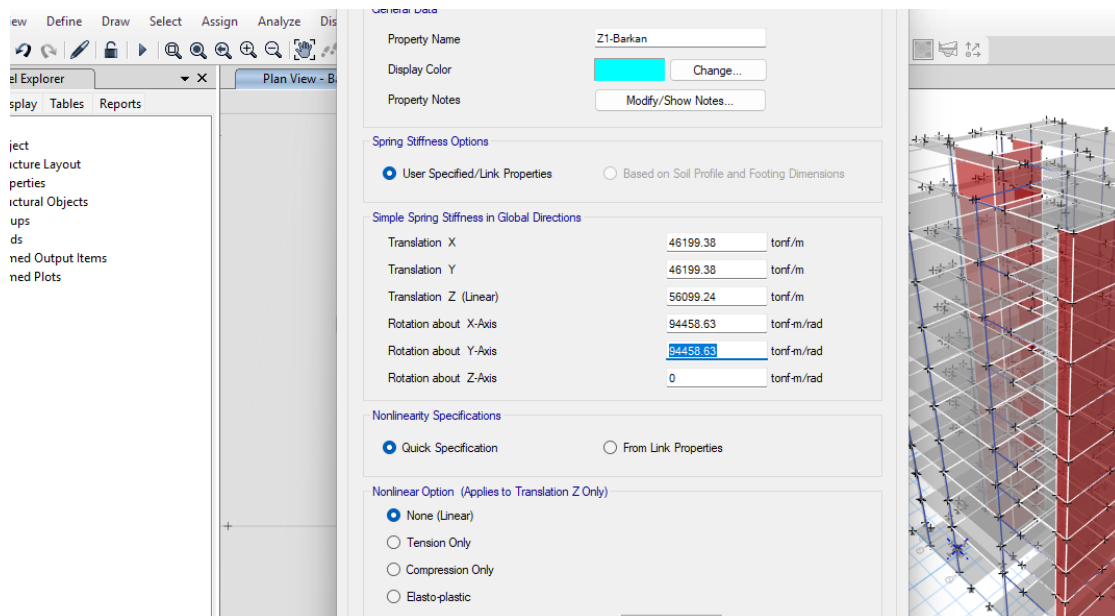 Define Draw Select Assign Analyze
Explorer
Plan View - B
Tables Reports
General Data
Property Name Z1-Barkan
Display Color Change...
Property Notes Modify/Show Notes...
Spring Stiffness Options
User Specified/Link Properties Based on Soil Profile and Footing Dimensions
Simple Spring Stiffness in Global Directions
Translation X 46199.38 tonf/m
Translation Y 46199.38 tonf/m
Translation Z (Linear) 56099.24 tonf/m
Rotation about X-Axis 94458.63 tonf-m/rad
Rotation about Y-Axis 94458.63 tonf-m/rad
Rotation about Z-Axis 0 tonf-m/rad
Nonlinearity Specifications
Quick Specification From Link Properties
Nonlinear Option (Applies to Translation Z Only)
None (Linear)
Tension Only
Compression Only
Elasto-plastic
ject
ucture Layout
perties
uctural Objects
ups
ds
med Output Items
med Plots